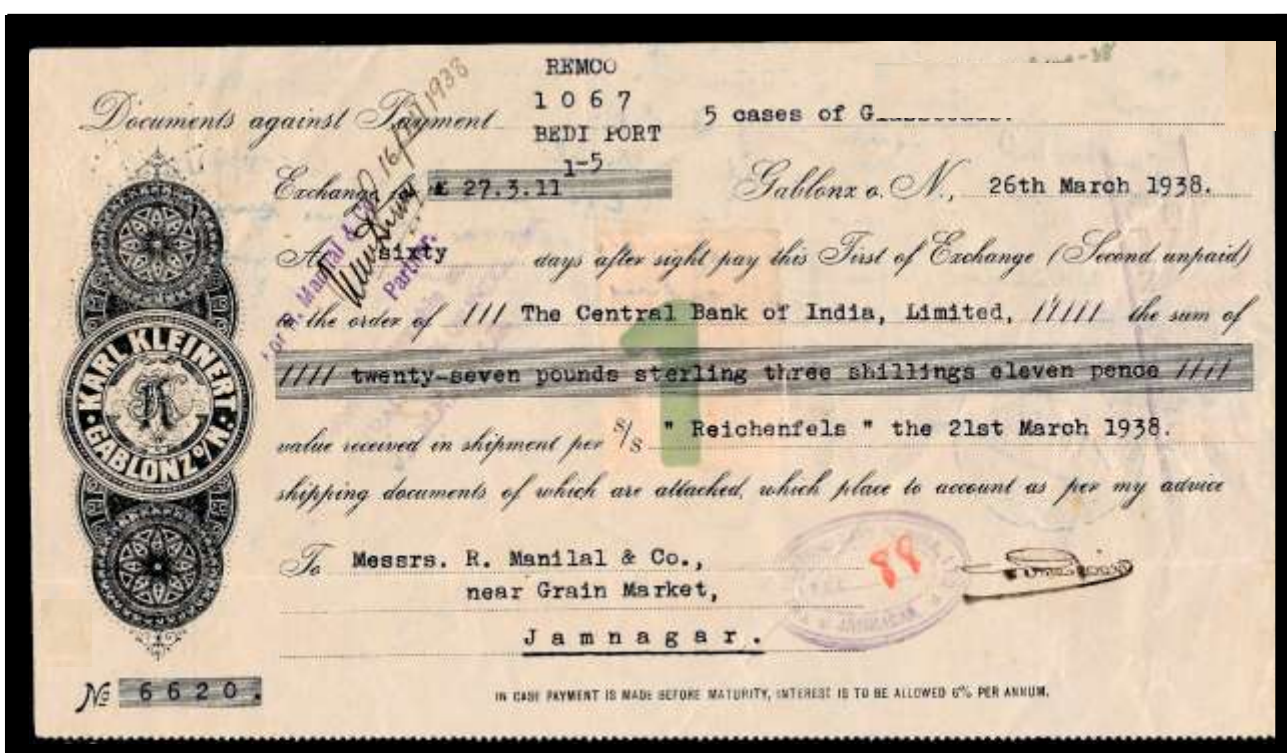 REMCO
Documents against Payment 1067 5 cases of
BEDI PORT
1-5
Exchange £ 27.3.11 Gablonz a. N., 26th March 1938.
At sixty days after sight pay this First of Exchange (Second unpaid)
to the order of /// The Central Bank of India, Limited, ///// the sum of
//// twenty-seven pounds sterling three shillings eleven pence ////
value received in shipment per S/S " Reichenfels " the 21st March 1938.
shipping documents of which are attached, which place to account as per my advice
To Messrs. R. Manilal & Co.,
near Grain Market,
Jamnagar.
№ 6620.
IN CASE PAYMENT IS MADE BEFORE MATURITY, INTEREST IS TO BE ALLOWED 6% PER ANNUM.
KARL KLEINERT
GABLONZ o/N.
For R. Manilal & Co.
Partner.
1938
1
88